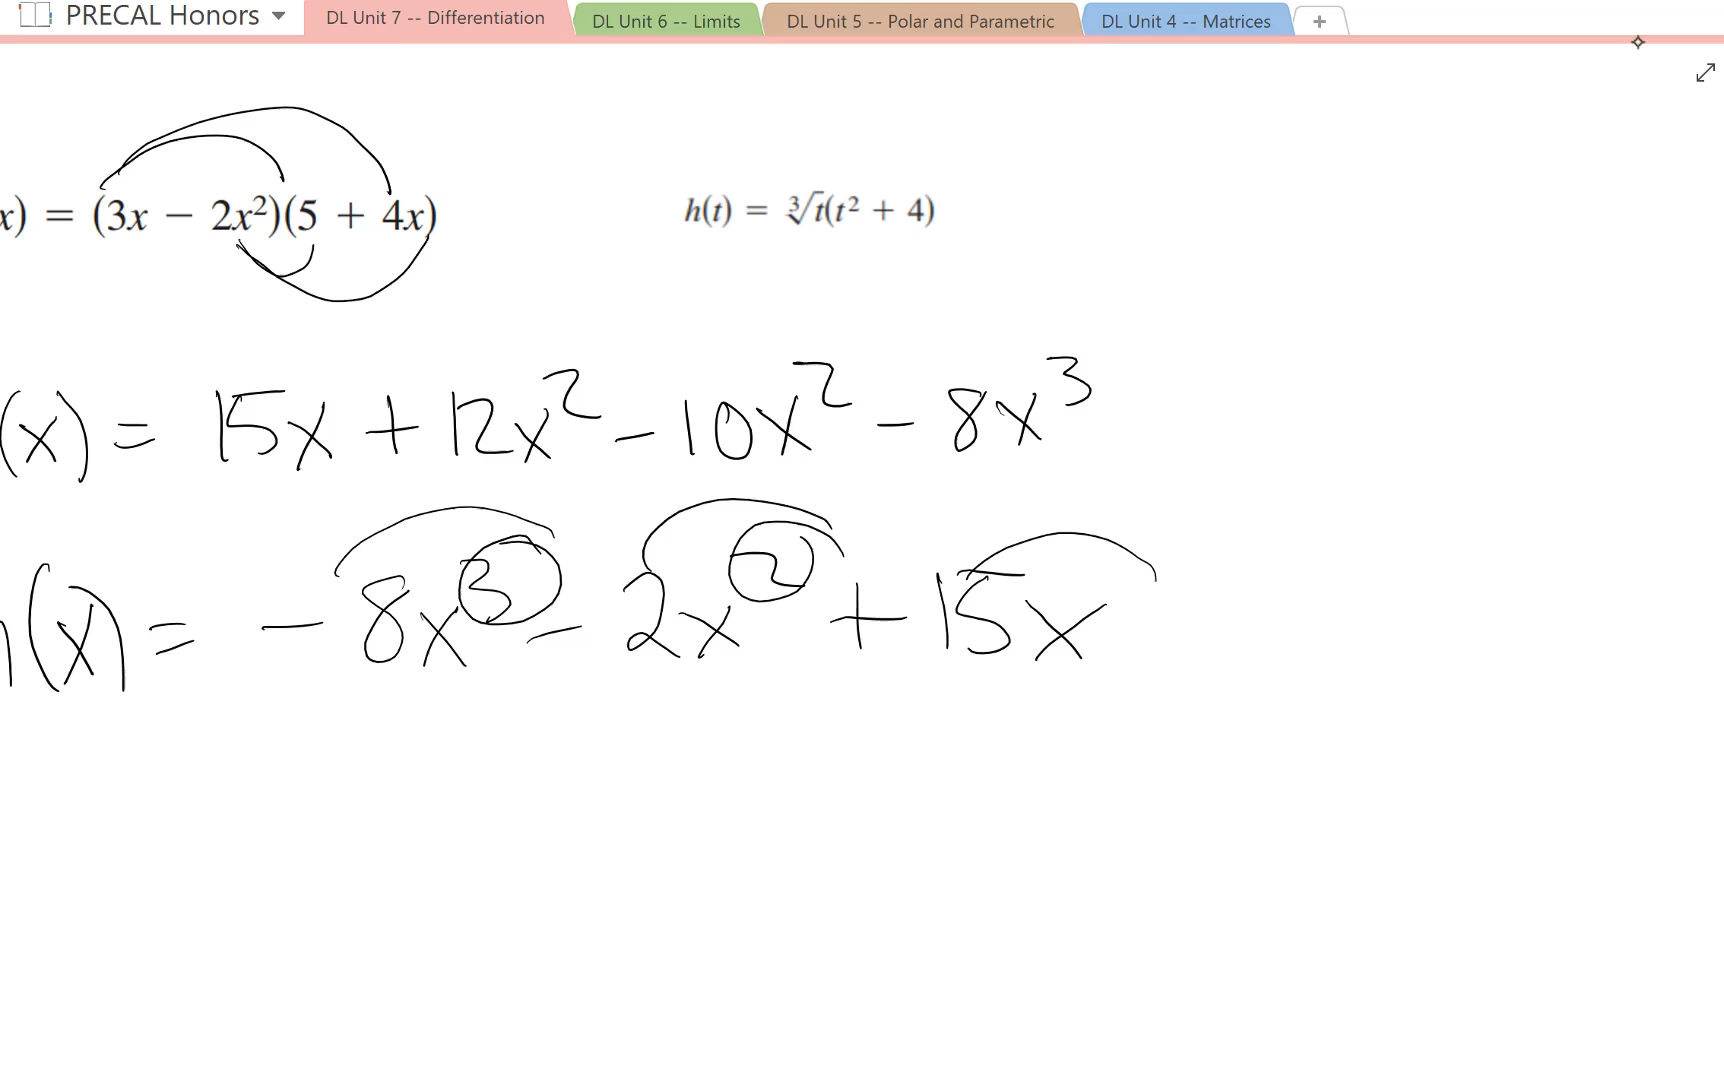 PRECAL Honors DL Unit 7 -- Differentiation DL Unit 6 -- Limits DL Unit 5 -- Polar and Parametric DL Unit 4 -- Matrices +
x) = (3x − 2x²)(5 + 4x)
h(t) = ∛t(t² + 4)
(x) = 15x + 12x² − 10x² − 8x³
h(x) = − 8x³ − 2x² + 15x